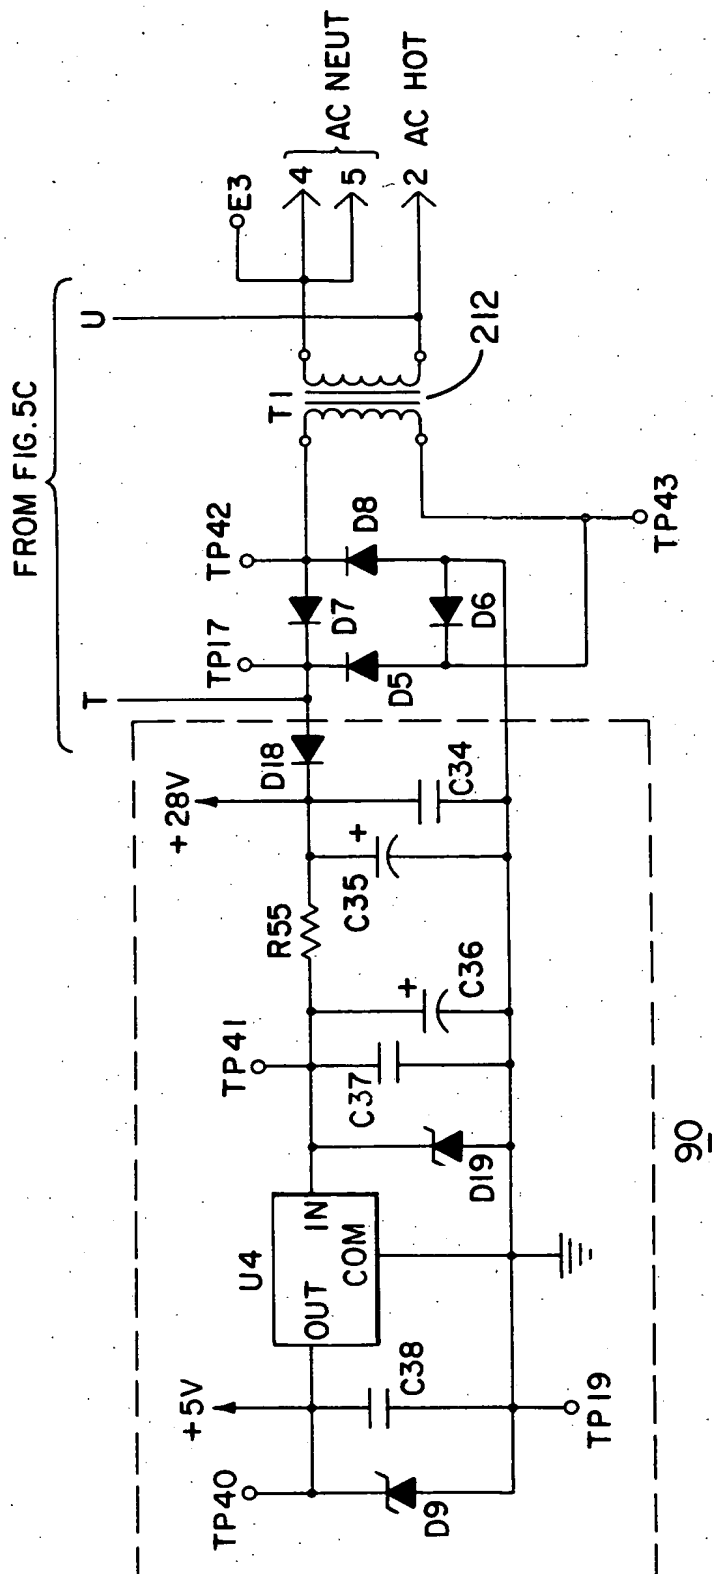 FROM FIG.5C
T
U
E3
4
5
AC NEUT
2
AC HOT
T1
212
TP42
TP17
D8
D7
D6
D5
TP43
D18
+28V
C34
C35
R55
C36
TP41
C37
D19
U4
IN
OUT
COM
+5V
C38
TP19
TP40
D9
90